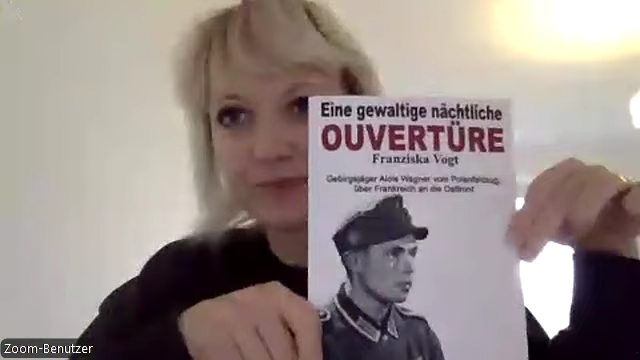 Eine gewaltige nächtliche
OUVERTÜRE
Franziska Vogt
Gebirgsjäger Alois Wagner vom Polenfeldzug,
über Frankreich an die Ostfront
Zoom-Benutzer